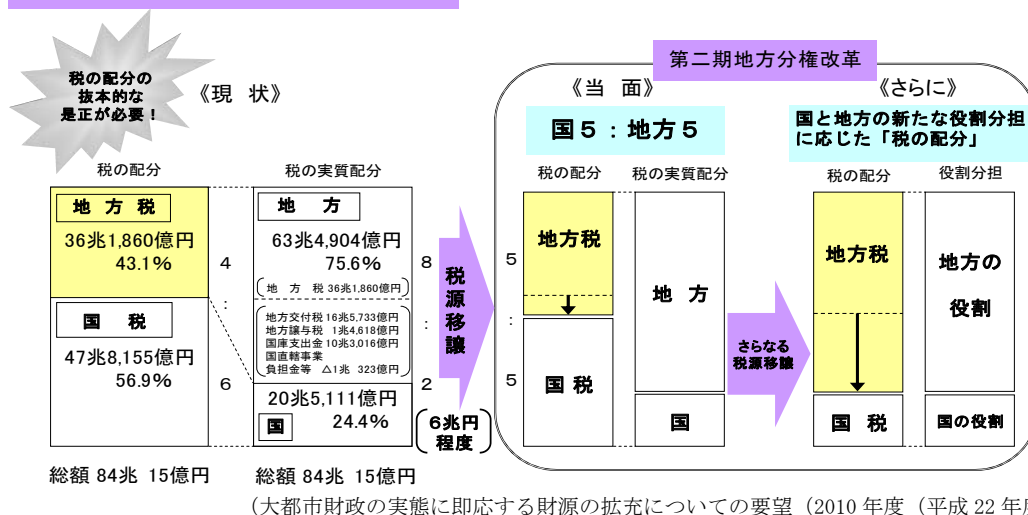 税の配分の
抜本的な
是正が必要！
《現 状》
税の配分
税の実質配分
地 方 税
36兆1,860億円
43.1%
国 税
47兆8,155億円
56.9%
総額 84兆 15億円
4
:
6
地 方
63兆4,904億円
75.6%
地 方 税 36兆1,860億円
地方交付税 16兆5,733億円
地方譲与税 1兆4,618億円
国庫支出金 10兆3,016億円
国直轄事業
負担金等 △1兆 323億円
20兆5,111億円
国
24.4%
総額 84兆 15億円
8
:
2
税源移譲
6兆円
程度
第二期地方分権改革
《当 面》
国5：地方5
税の配分
税の実質配分
5
:
5
地方税
国 税
地 方
国
さらなる
税源移譲
《さらに》
国と地方の新たな役割分担
に応じた「税の配分」
税の配分
役割分担
地方税
国 税
地方の
役割
国の役割
(大都市財政の実態に即応する財源の拡充についての要望（2010 年度（平成 22 年度